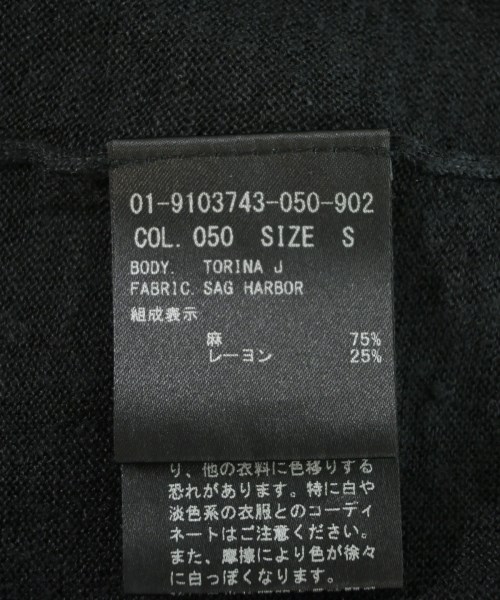 01-9103743-050-902
COL. 050 SIZE S
BODY. TORINA J
FABRIC. SAG HARBOR
組成表示
麻 75%
レーヨン 25%
り、他の衣料に色移りする
恐れがあります。特に白や
淡色系の衣服とのコーディ
ネートはご注意ください。
また、摩擦により色が徐々
に白っぽくなります。